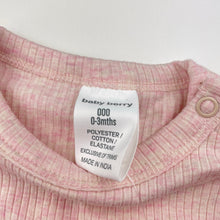 baby berry
000
0-3mths
POLYESTER /
COTTON /
ELASTANE
EXCLUSIVE OF TRIMS
MADE IN INDIA